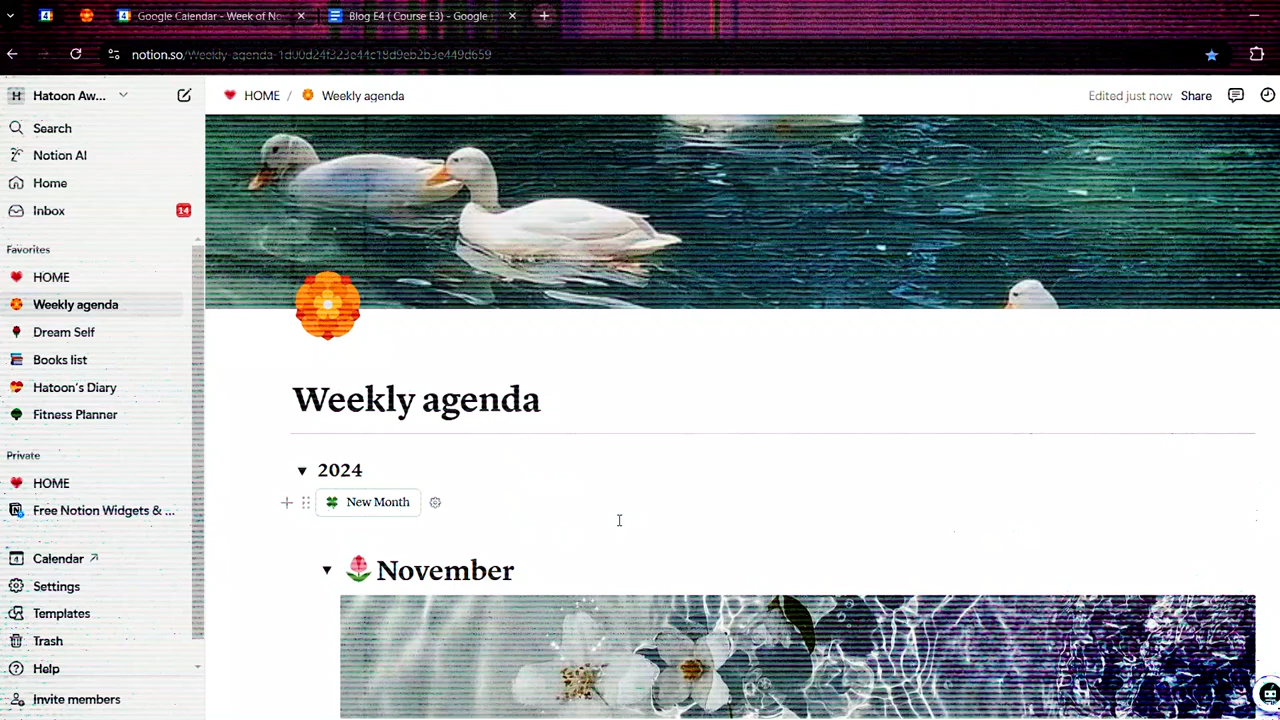 Google Calendar - Week of No
Blog E4 ( Course E3) - Google
notion.so/Weekly-agenda-1d00d24f323e44c18d9eb2b3e449d659
H Hatoon Aw...
HOME / Weekly agenda
Edited just now Share
Search
Notion AI
Home
Inbox 14
Favorites
HOME
Weekly agenda
Dream Self
Books list
Hatoon's Diary
Fitness Planner
Private
HOME
Free Notion Widgets & ...
Calendar ↗
Settings
Templates
Trash
Help
Invite members
Weekly agenda
2024
New Month
November